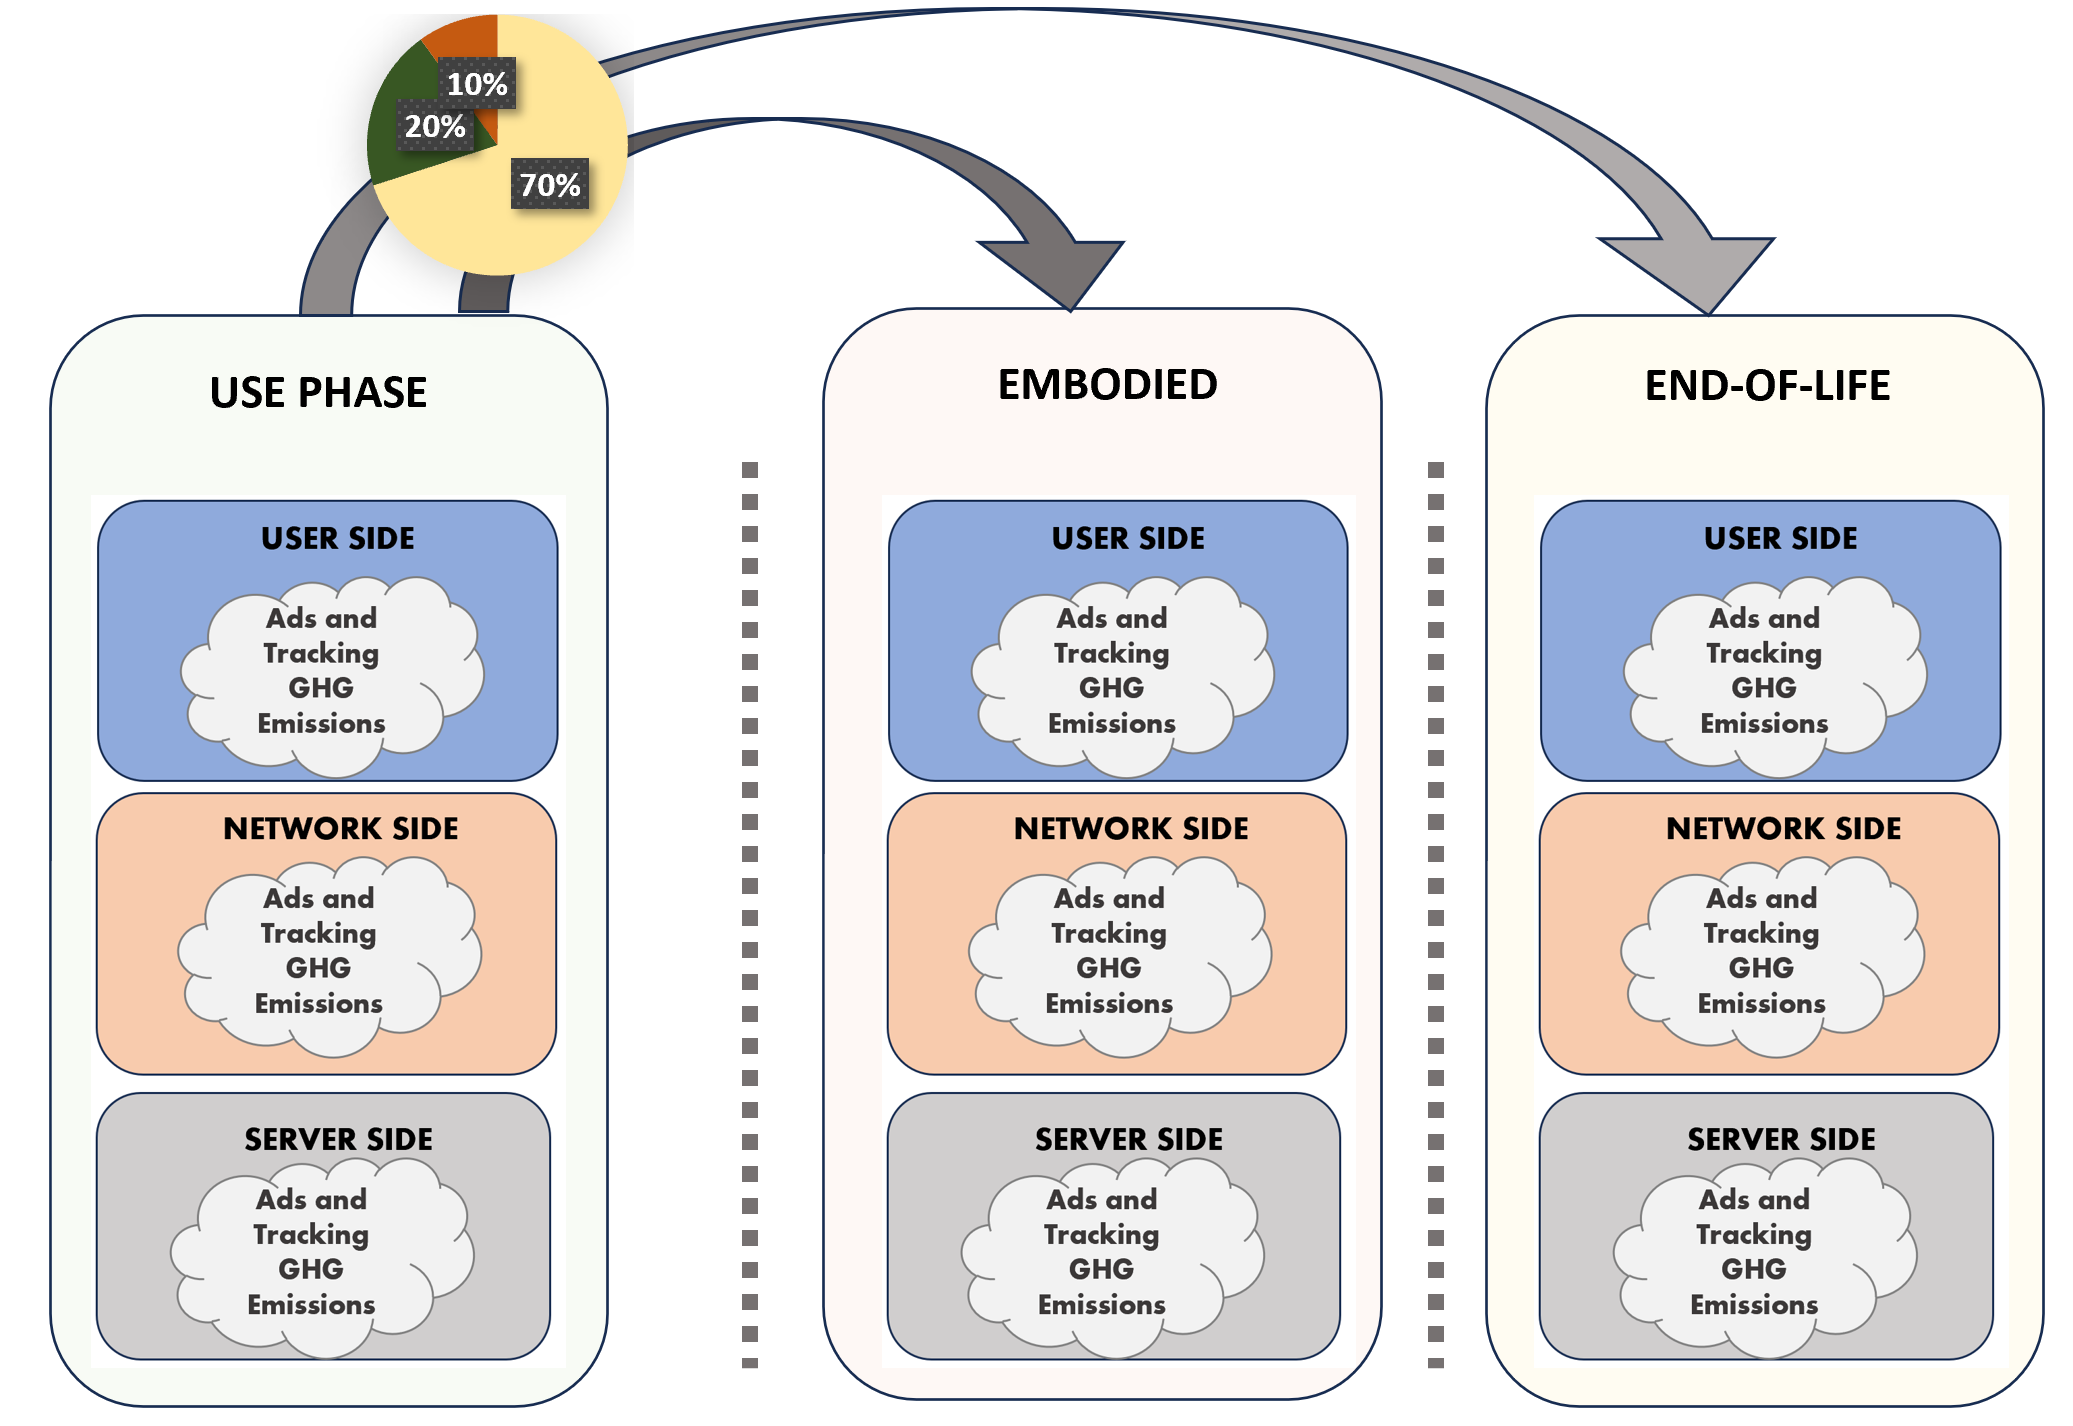 10%
20%
70%
USE PHASE
USER SIDE
Ads and
Tracking
GHG
Emissions
NETWORK SIDE
Ads and
Tracking
GHG
Emissions
SERVER SIDE
Ads and
Tracking
GHG
Emissions
EMBODIED
USER SIDE
Ads and
Tracking
GHG
Emissions
NETWORK SIDE
Ads and
Tracking
GHG
Emissions
SERVER SIDE
Ads and
Tracking
GHG
Emissions
END-OF-LIFE
USER SIDE
Ads and
Tracking
GHG
Emissions
NETWORK SIDE
Ads and
Tracking
GHG
Emissions
SERVER SIDE
Ads and
Tracking
GHG
Emissions